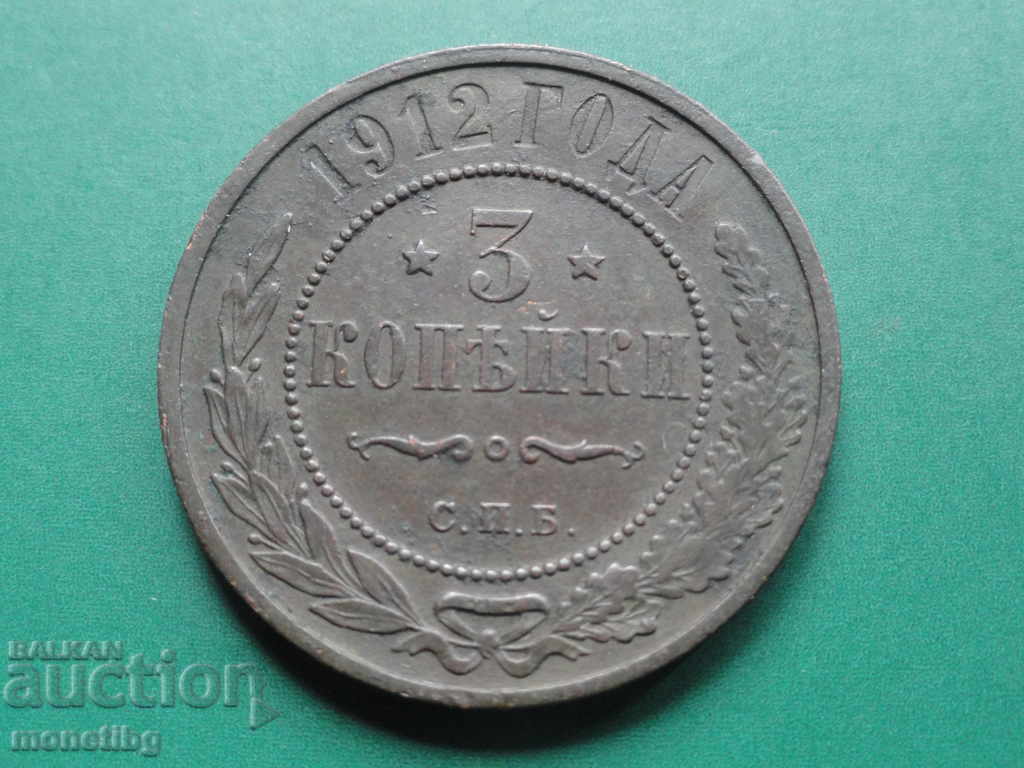 1912 ГОДА
3
КОПѢЙКИ
С.П.Б.
BALKAN
auction
monetibg